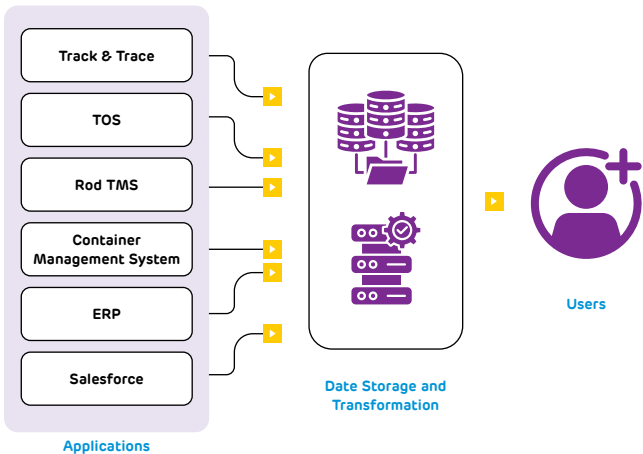 Track & Trace
TOS
Rod TMS
Container
Management System
ERP
Salesforce
Applications
Date Storage and
Transformation
Users